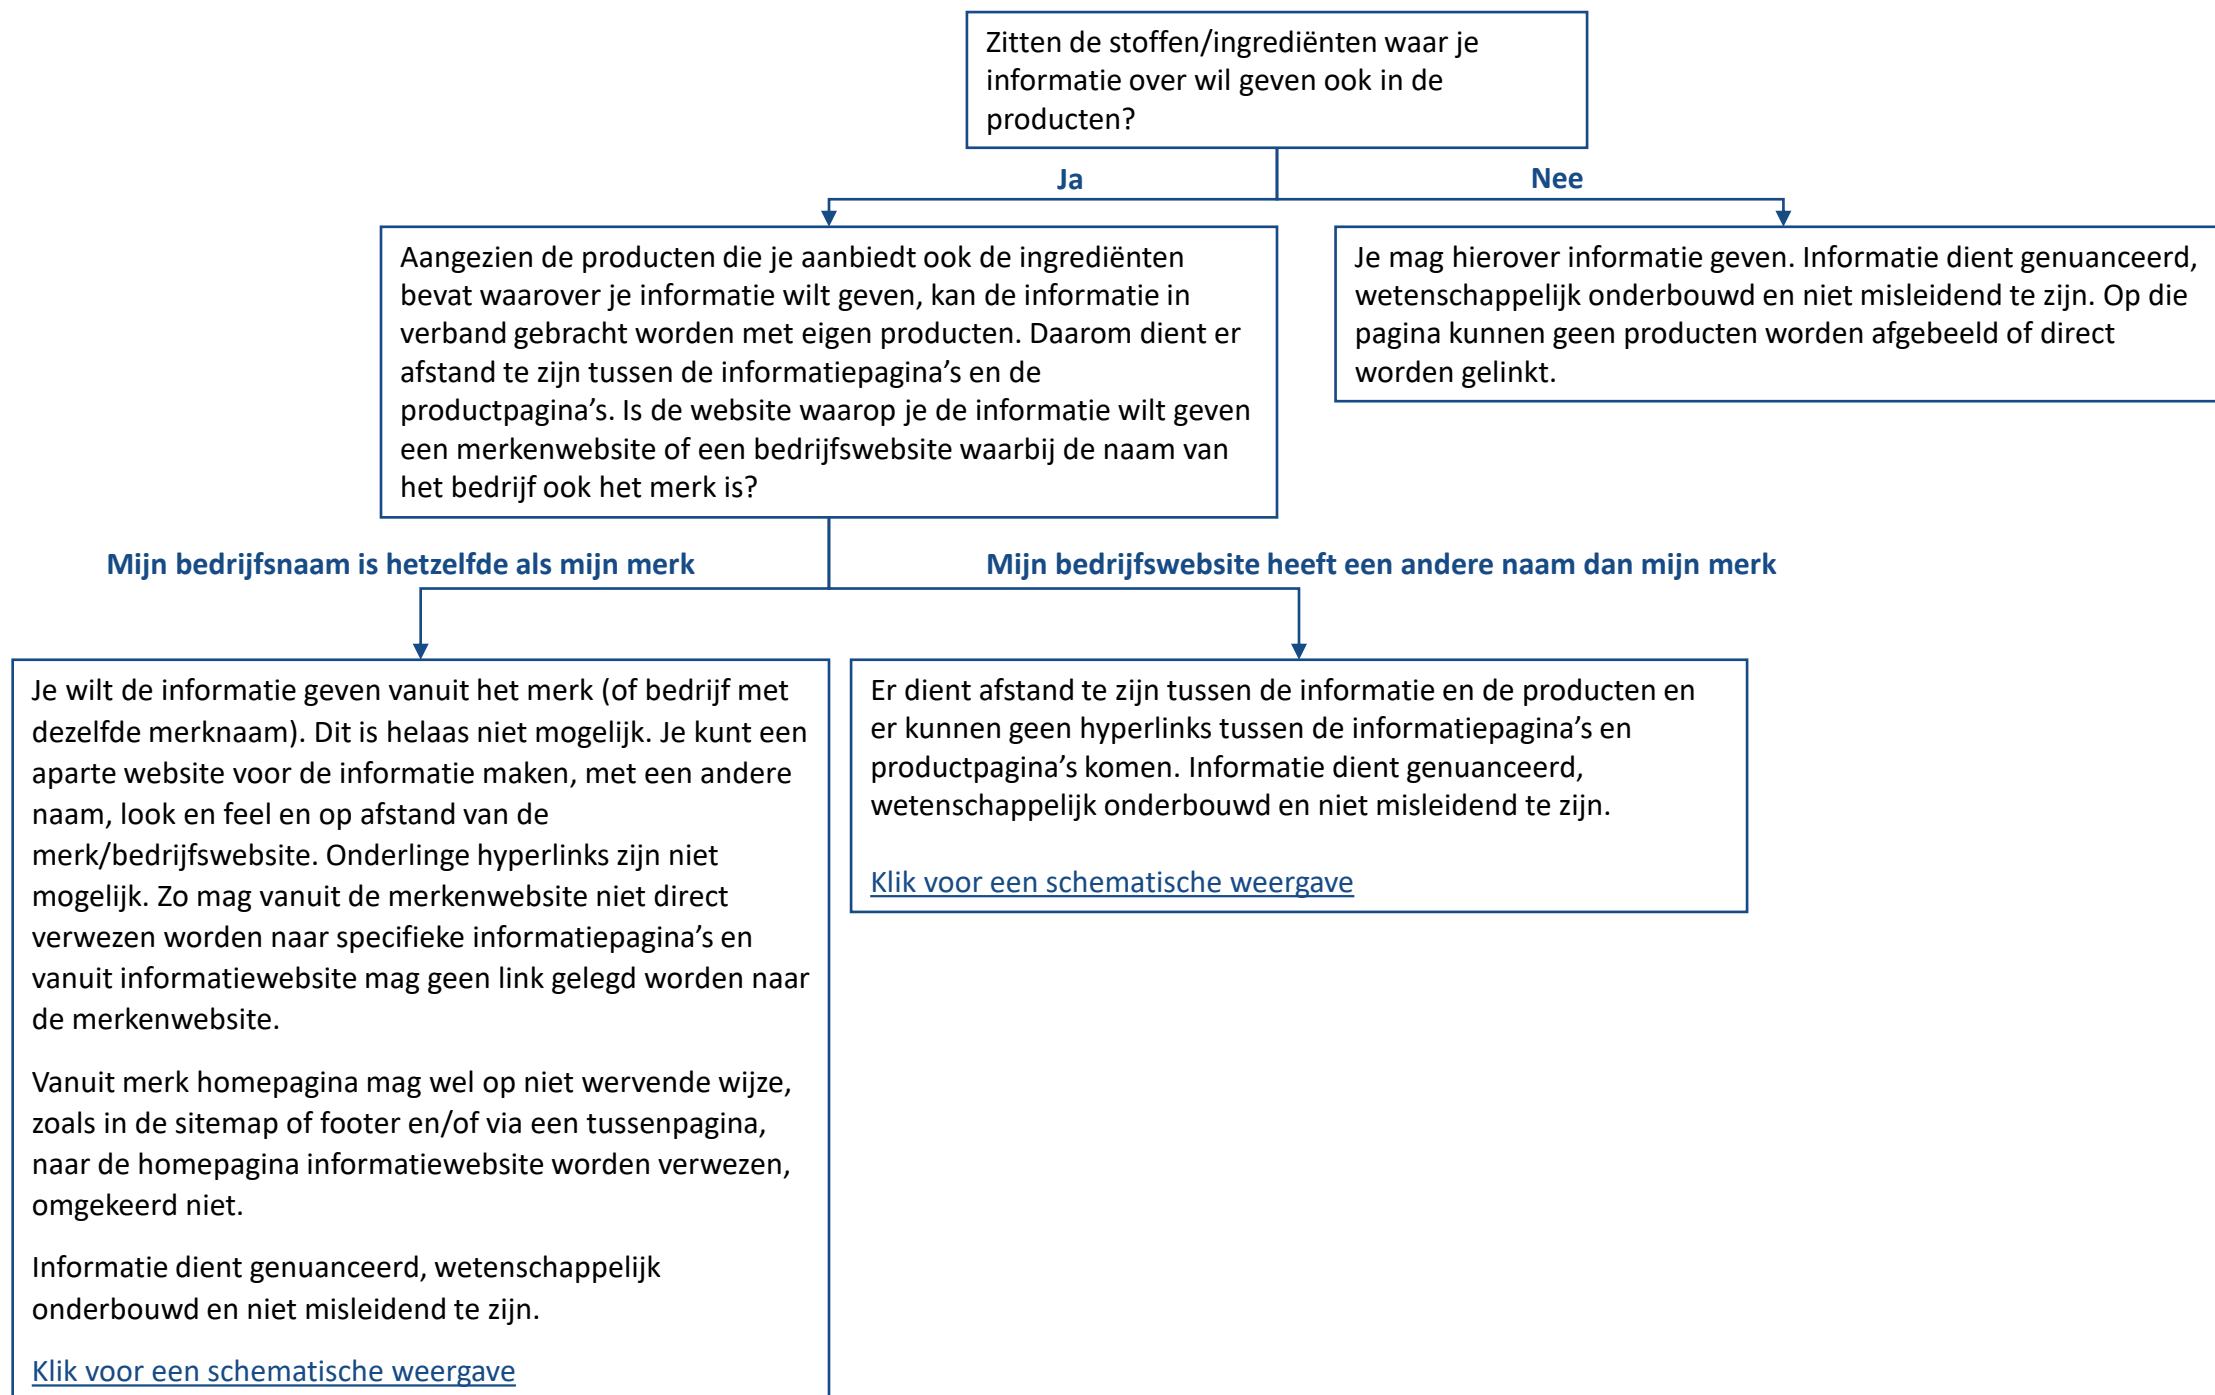 Zitten de stoffen/ingrediënten waar je
informatie over wil geven ook in de
producten?
Ja
Nee
Aangezien de producten die je aanbiedt ook de ingrediënten
bevat waarover je informatie wilt geven, kan de informatie in
verband gebracht worden met eigen producten. Daarom dient er
afstand te zijn tussen de informatiepagina’s en de
productpagina’s. Is de website waarop je de informatie wilt geven
een merkenwebsite of een bedrijfswebsite waarbij de naam van
het bedrijf ook het merk is?
Je mag hierover informatie geven. Informatie dient genuanceerd,
wetenschappelijk onderbouwd en niet misleidend te zijn. Op die
pagina kunnen geen producten worden afgebeeld of direct
worden gelinkt.
Mijn bedrijfsnaam is hetzelfde als mijn merk
Mijn bedrijfswebsite heeft een andere naam dan mijn merk
Je wilt de informatie geven vanuit het merk (of bedrijf met
dezelfde merknaam). Dit is helaas niet mogelijk. Je kunt een
aparte website voor de informatie maken, met een andere
naam, look en feel en op afstand van de
merk/bedrijfswebsite. Onderlinge hyperlinks zijn niet
mogelijk. Zo mag vanuit de merkenwebsite niet direct
verwezen worden naar specifieke informatiepagina’s en
vanuit informatiewebsite mag geen link gelegd worden naar
de merkenwebsite.
Vanuit merk homepagina mag wel op niet wervende wijze,
zoals in de sitemap of footer en/of via een tussenpagina,
naar de homepagina informatiewebsite worden verwezen,
omgekeerd niet.
Informatie dient genuanceerd, wetenschappelijk
onderbouwd en niet misleidend te zijn.
Klik voor een schematische weergave
Er dient afstand te zijn tussen de informatie en de producten en
er kunnen geen hyperlinks tussen de informatiepagina’s en
productpagina’s komen. Informatie dient genuanceerd,
wetenschappelijk onderbouwd en niet misleidend te zijn.
Klik voor een schematische weergave